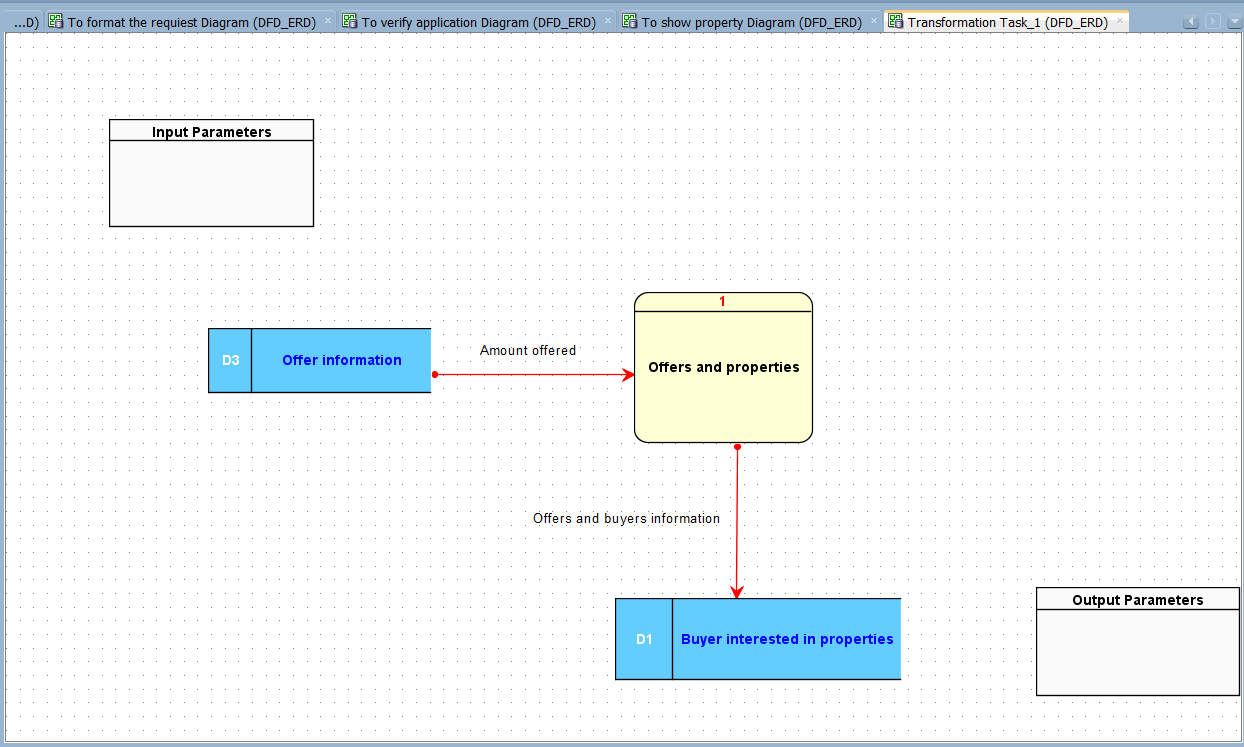 ...D)
To format the requiest Diagram (DFD_ERD)
To verify application Diagram (DFD_ERD)
To show property Diagram (DFD_ERD)
Transformation Task_1 (DFD_ERD)
Input Parameters
1
D3
Offer information
Amount offered
Offers and properties
Offers and buyers information
Output Parameters
D1
Buyer interested in properties